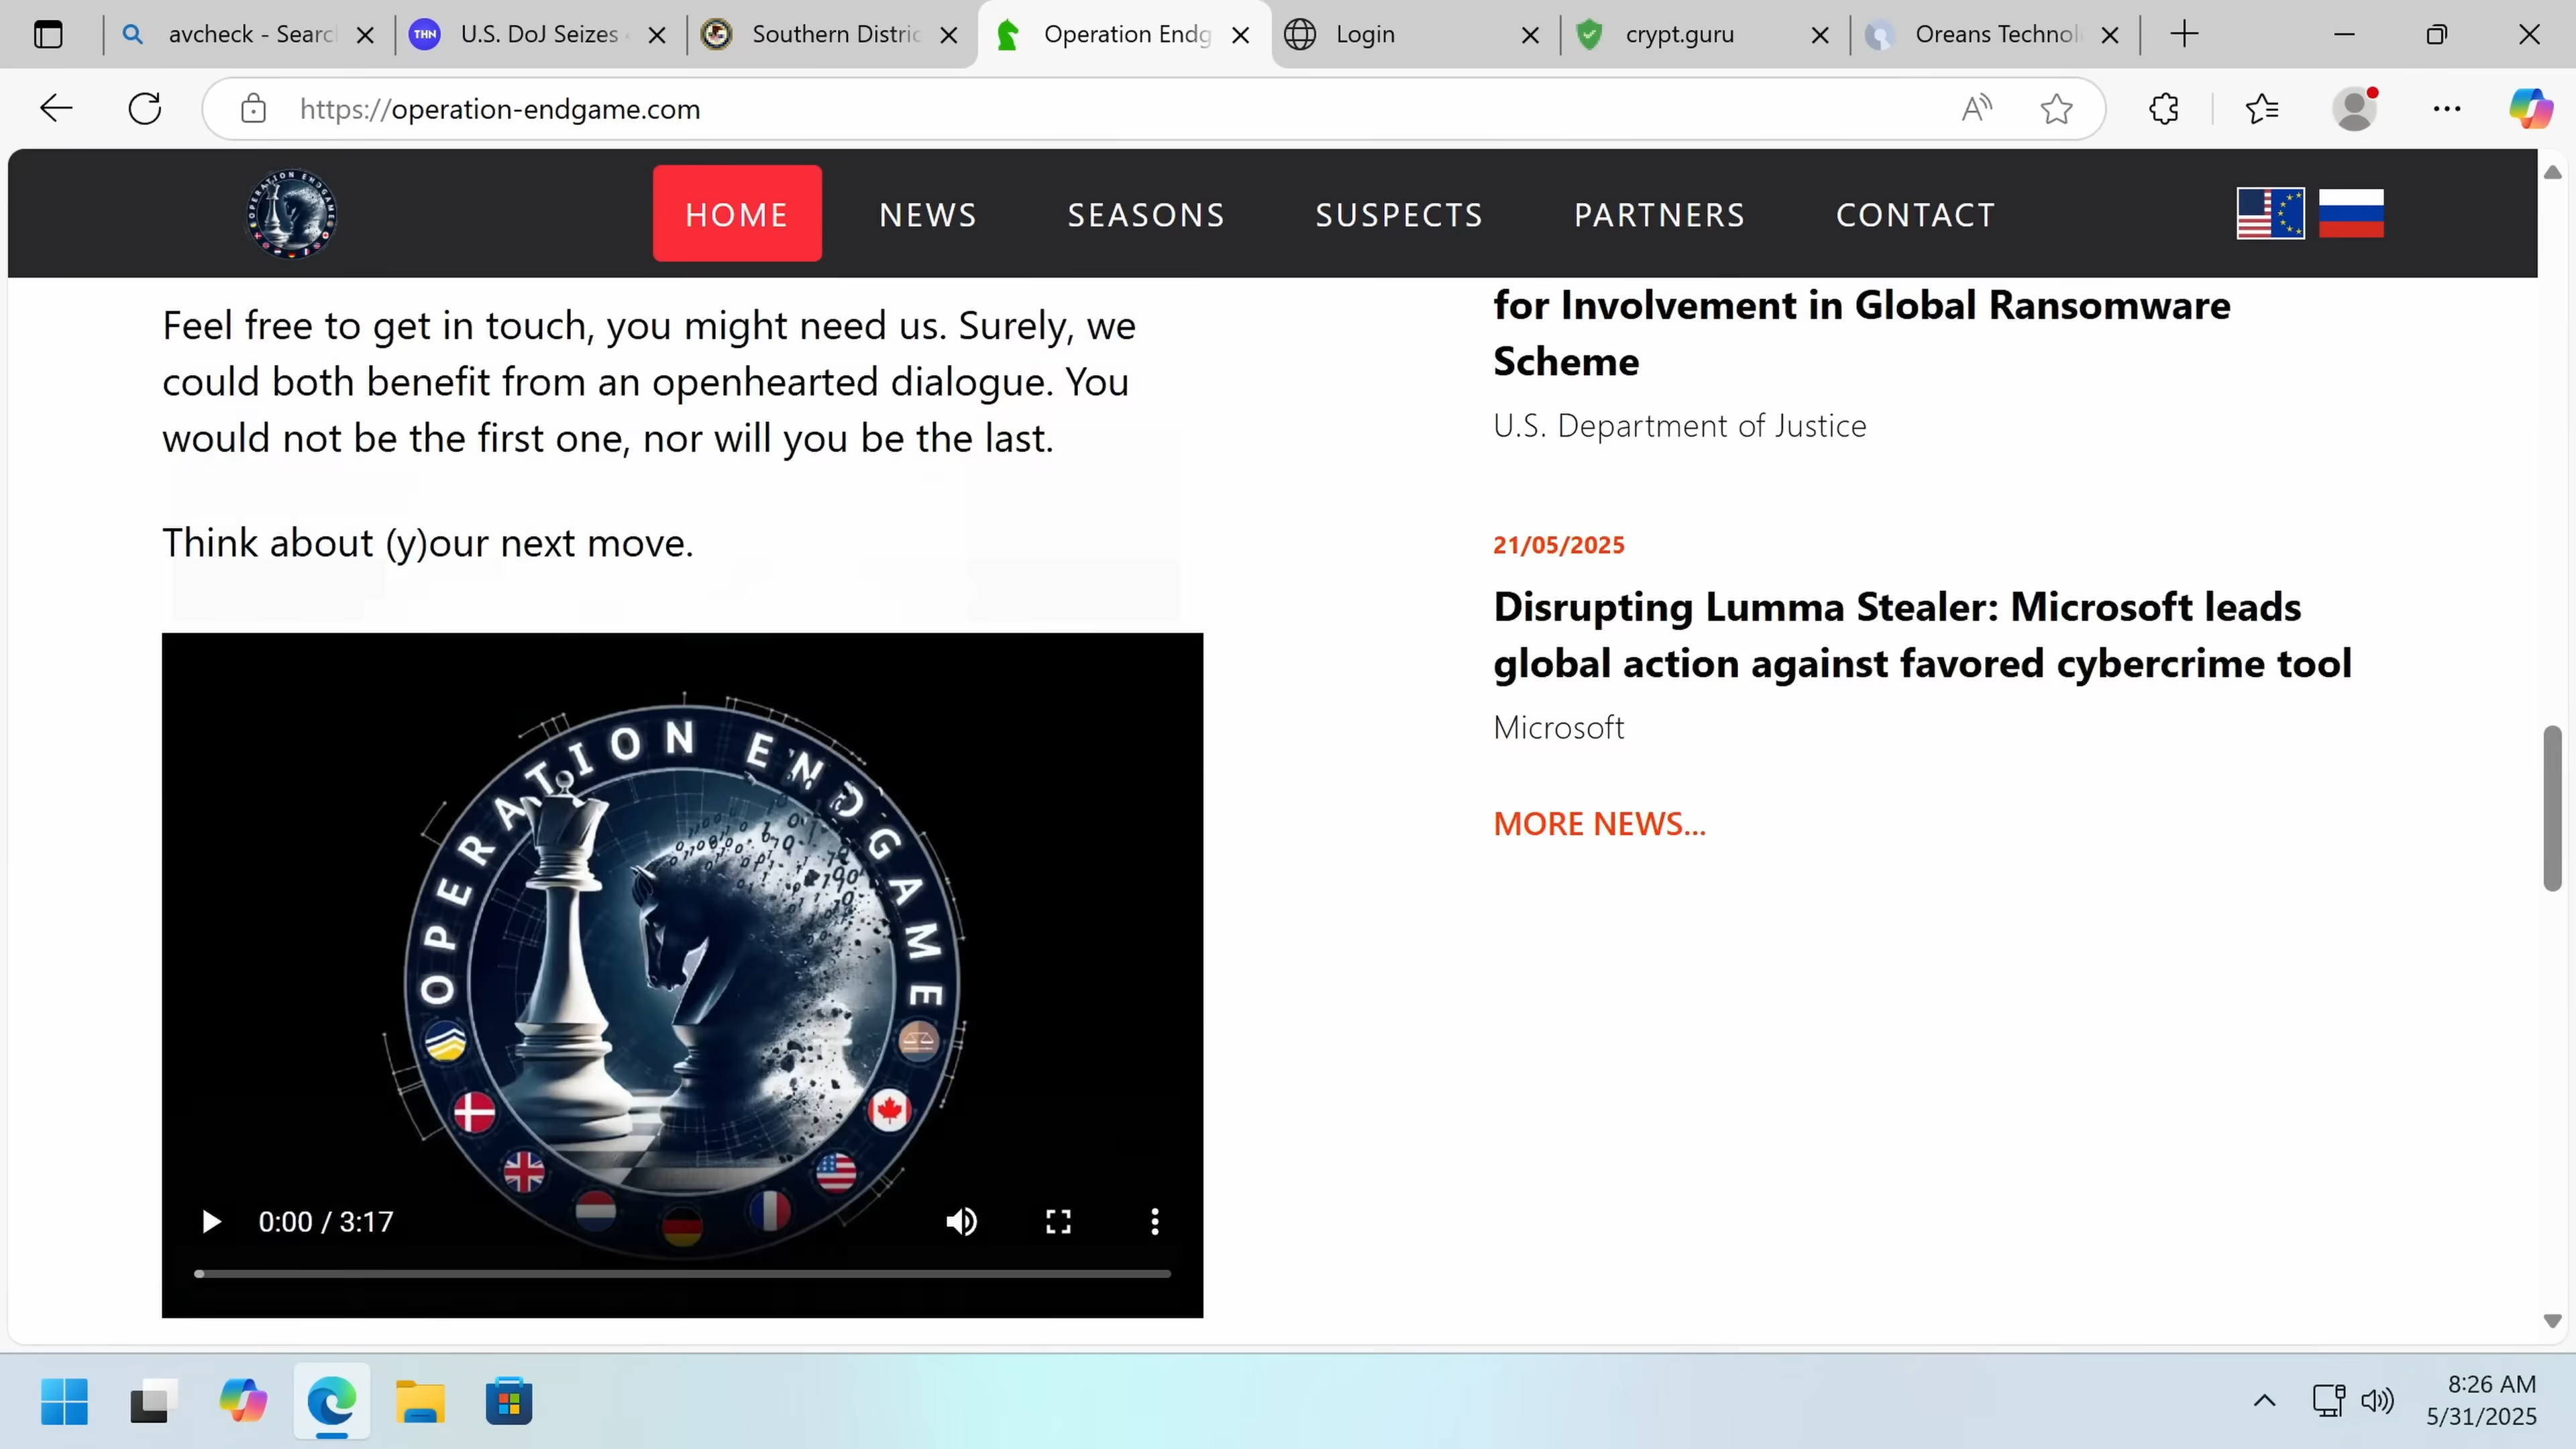 avcheck - Searc
THN
U.S. DoJ Seizes
Southern Distric
Operation Endg
Login
crypt.guru
Oreans Technol
https://operation-endgame.com
OPERATION ENDGAME
HOME
NEWS
SEASONS
SUSPECTS
PARTNERS
CONTACT
Feel free to get in touch, you might need us. Surely, we
could both benefit from an openhearted dialogue. You
would not be the first one, nor will you be the last.
Think about (y)our next move.
OPERATION ENDGAME
0:00 / 3:17
for Involvement in Global Ransomware
Scheme
U.S. Department of Justice
21/05/2025
Disrupting Lumma Stealer: Microsoft leads
global action against favored cybercrime tool
Microsoft
MORE NEWS...
8:26 AM
5/31/2025